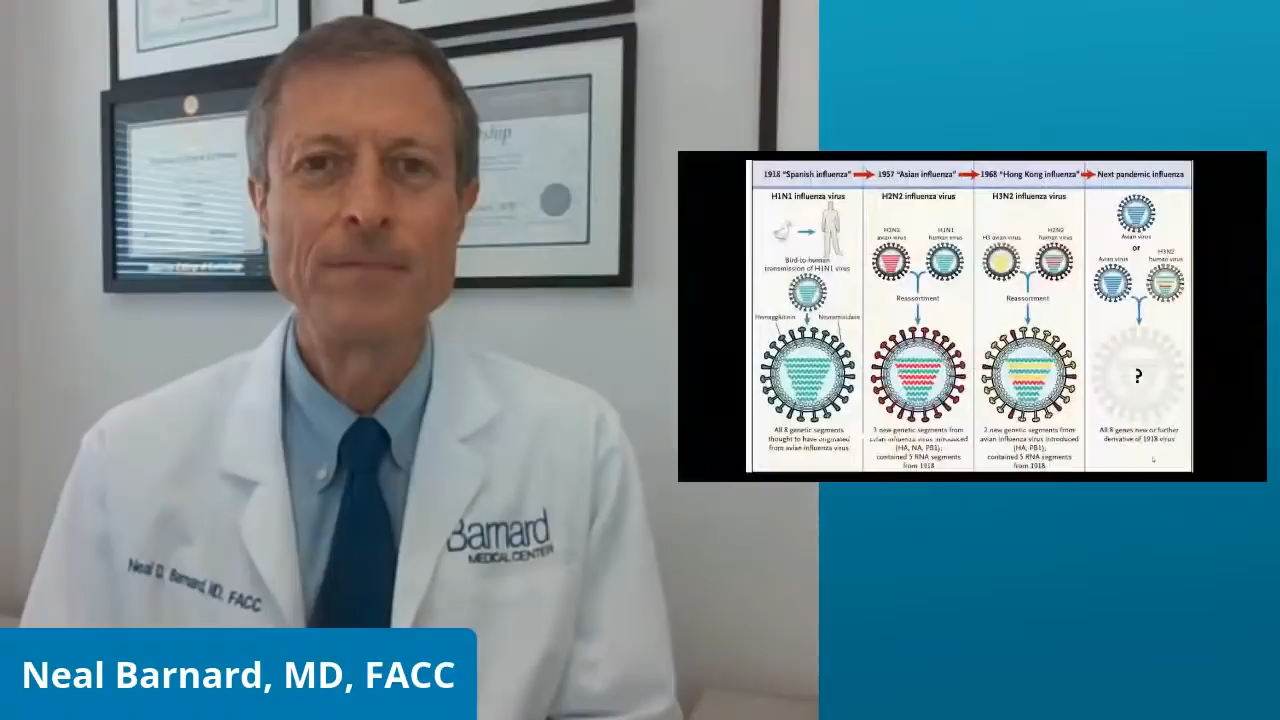 Neal D. Barnard, MD, FACC
Barnard
MEDICAL CENTER
Neal Barnard, MD, FACC
1918 "Spanish influenza"
1957 "Asian influenza"
1968 "Hong Kong influenza"
Next pandemic influenza
H1N1 influenza virus
H2N2 influenza virus
H3N2 influenza virus
Bird-to-human
transmission of H1N1 virus
Hemagglutinin
Neuraminidase
All 8 genetic segments
thought to have originated
from avian influenza virus
H2N2
avian virus
H1N1
human virus
Reassortment
3 new genetic segments from
avian influenza virus introduced
(HA, NA, PB1);
contained 5 RNA segments
from 1918
H3 avian virus
H2N2
human virus
Reassortment
2 new genetic segments from
avian influenza virus introduced
(HA, PB1);
contained 5 RNA segments
from 1918
Avian virus
or
Avian virus
H3N2
human virus
?
All 8 genes new or further
derivative of 1918 virus